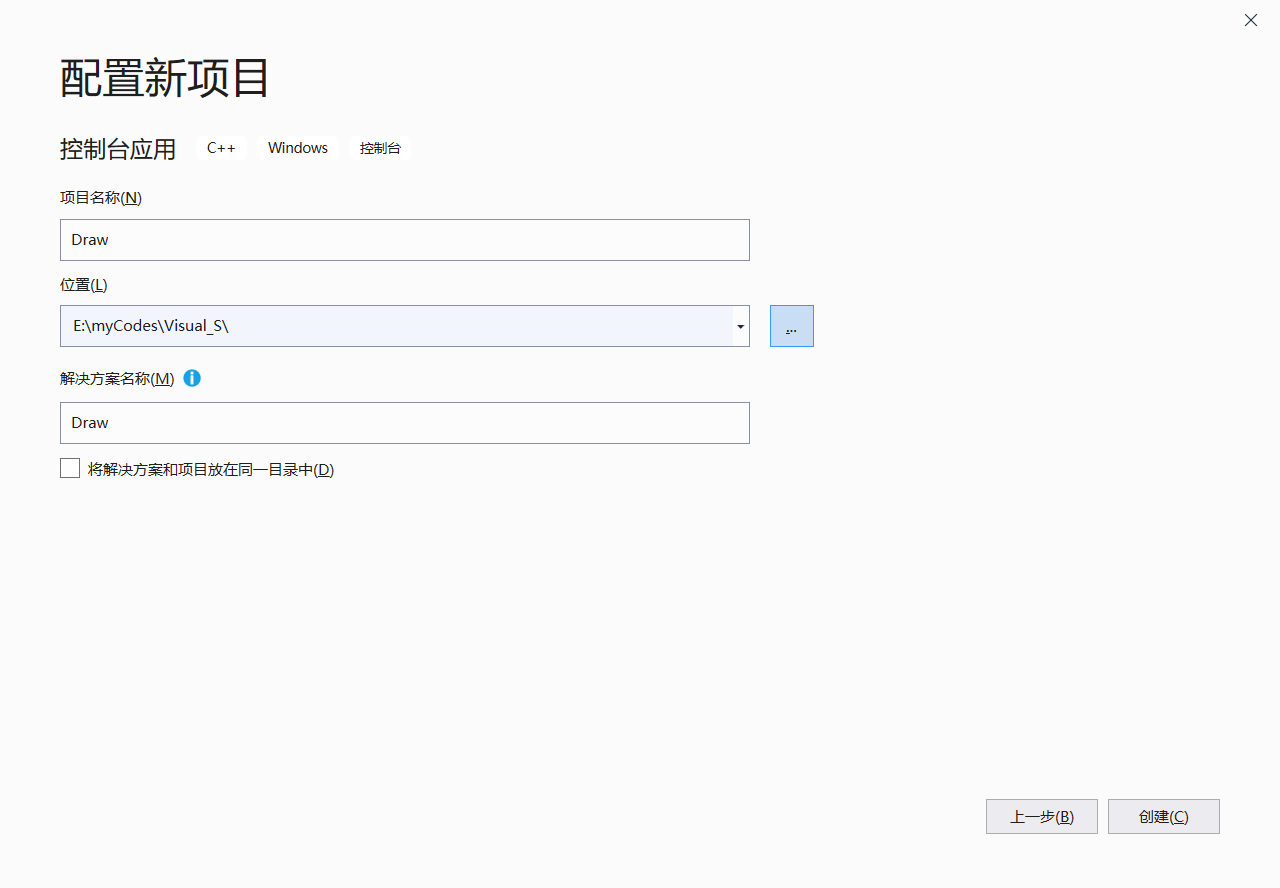 配置新项目
控制台应用 C++ Windows 控制台
项目名称(N)
Draw
位置(L)
E:\myCodes\Visual_S\
...
解决方案名称(M)
Draw
将解决方案和项目放在同一目录中(D)
上一步(B) 创建(C)